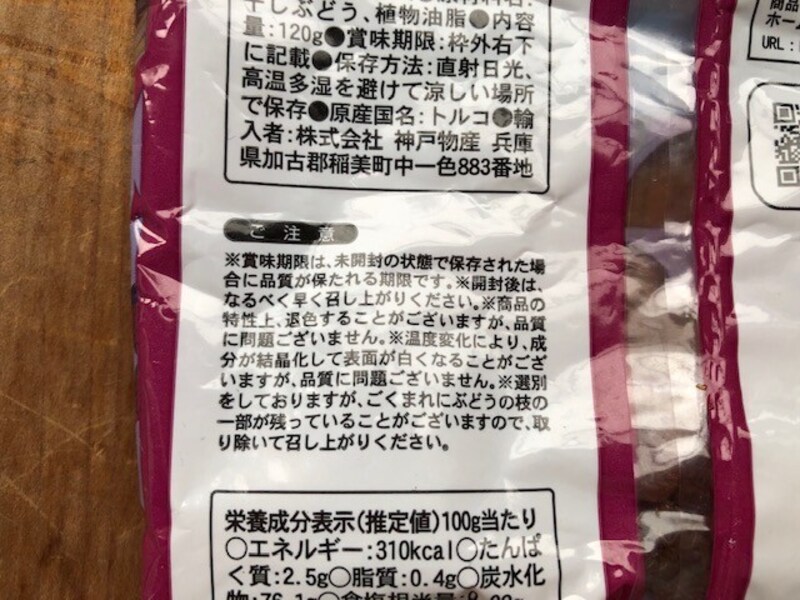 干しぶどう、植物油脂●内容
量:120g●賞味期限:枠外右下
に記載●保存方法:直射日光、
高温多湿を避けて涼しい場所
で保存●原産国名:トルコ●輸
入者:株式会社 神戸物産 兵庫
県加古郡稲美町中一色883番地
ご注意
※賞味期限は、未開封の状態で保存された場
合に品質が保たれる期限です。※開封後は、
なるべく早く召し上がりください。※商品の
特性上、退色することがございますが、品質
に問題ございません。※温度変化により、成
分が結晶化して表面が白くなることがござ
いますが、品質に問題ございません。※選別
をしておりますが、ごくまれにぶどうの枝の
一部が残っていることがございますので、取
り除いて召し上がりください。
栄養成分表示(推定値)100g当たり
○エネルギー:310kcal○たんぱ
く質:2.5g○脂質:0.4g○炭水化
物:76.1g○食塩相当量:
商品
ホー
URL: